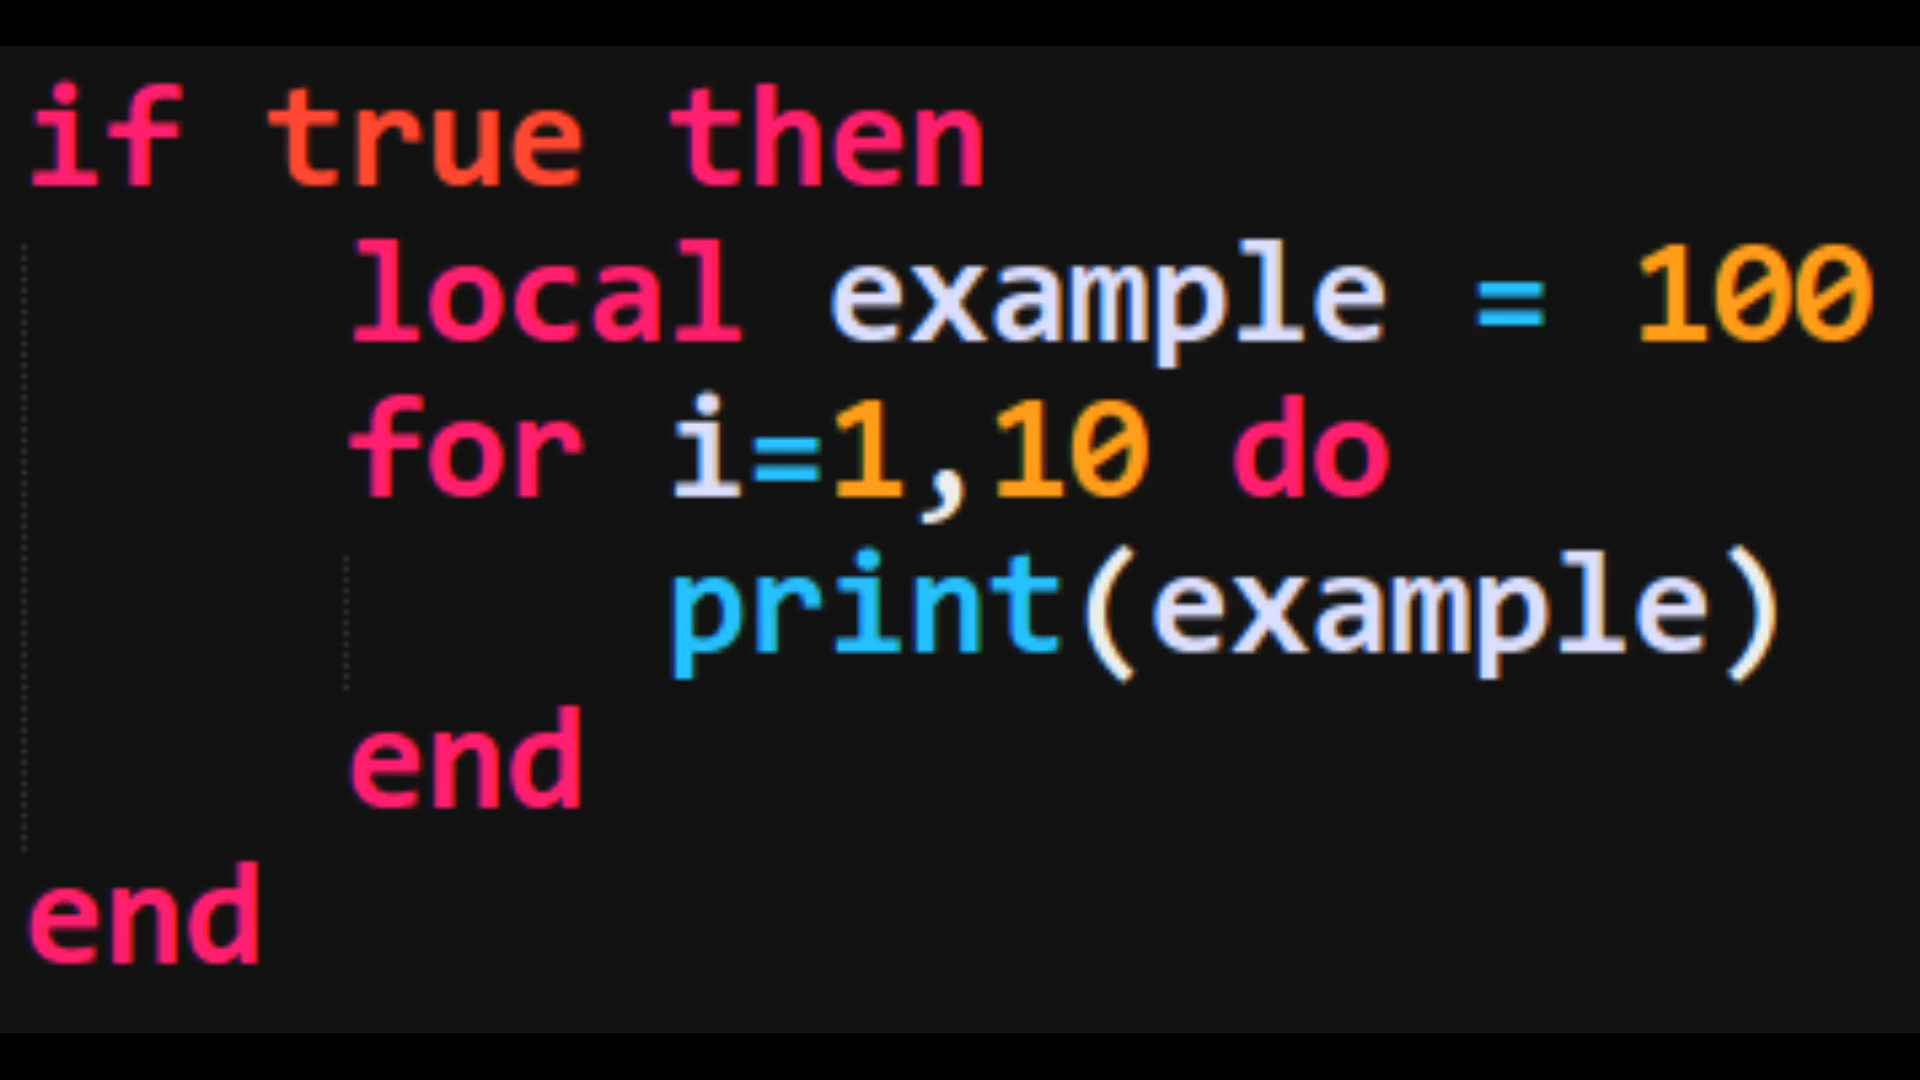 if true then
    local example = 100
    for i=1,10 do
        print(example)
    end
end